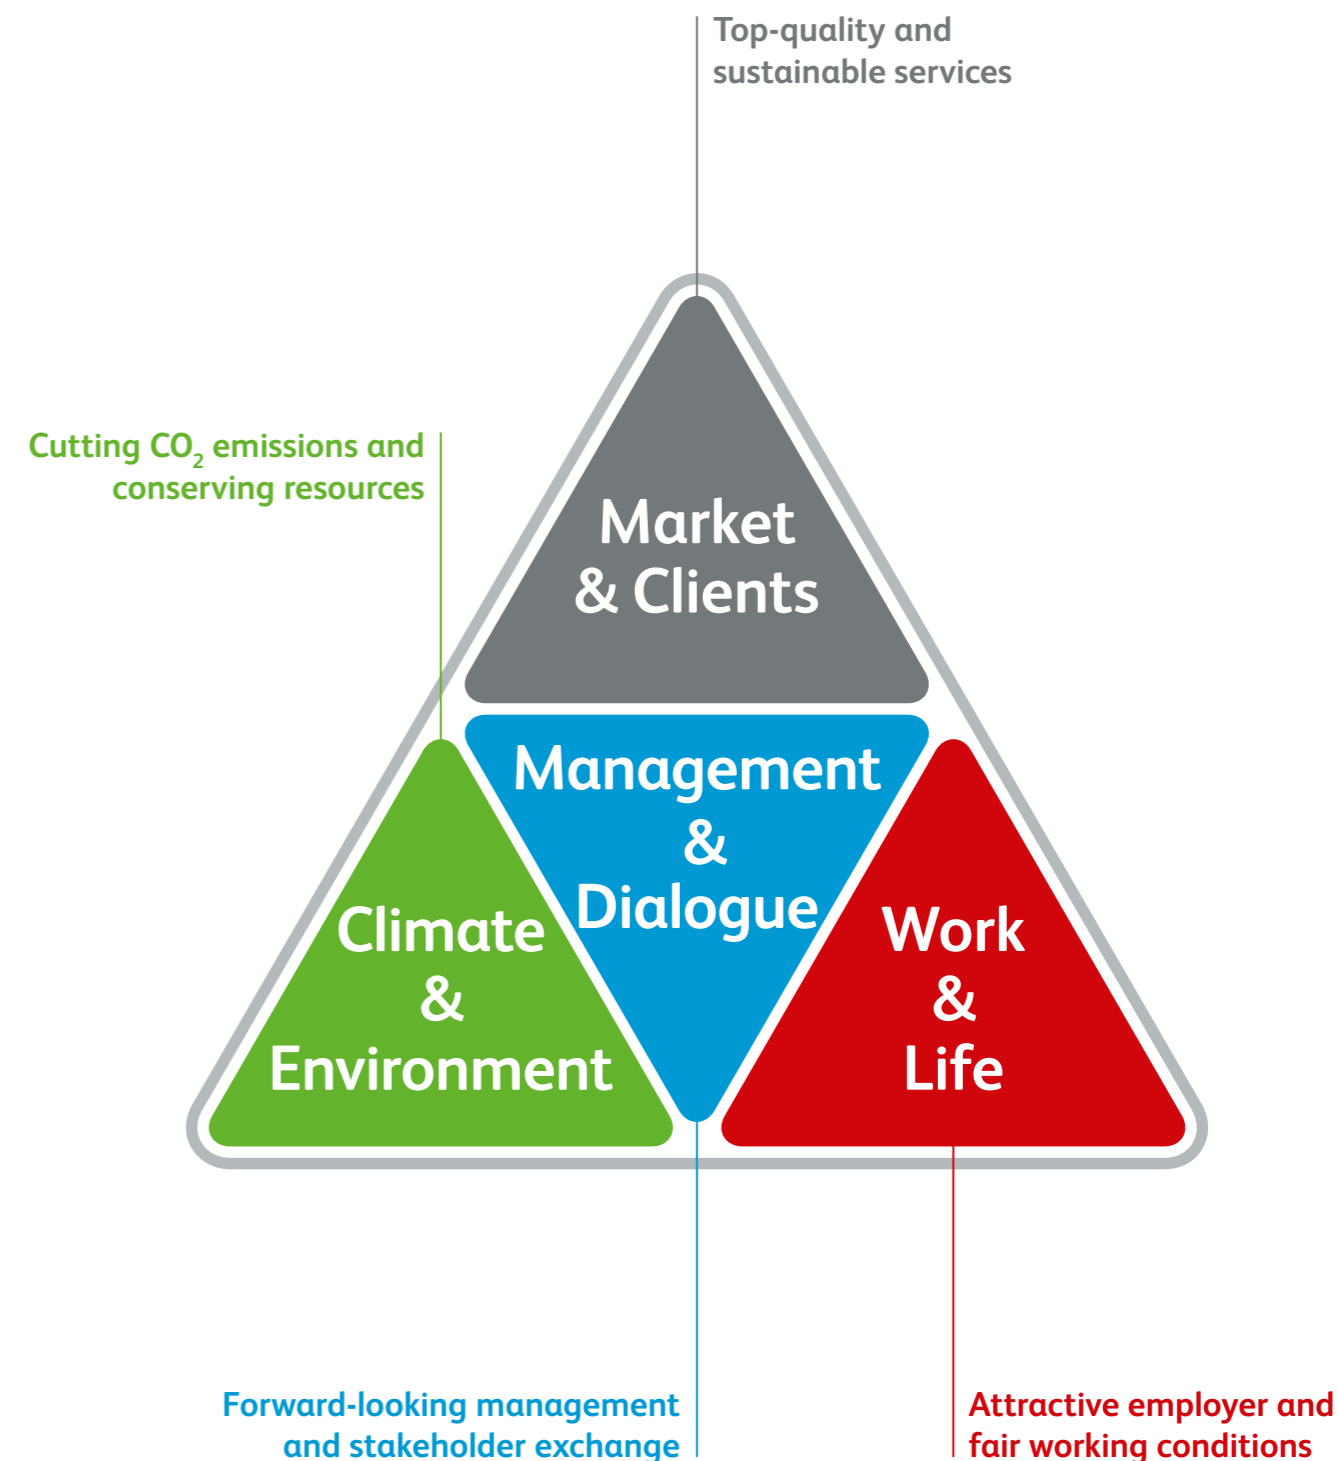 Top-quality and
sustainable services
Cutting CO₂ emissions and
conserving resources
Market
& Clients
Management
&
Dialogue
Climate
&
Environment
Work
&
Life
Forward-looking management
and stakeholder exchange
Attractive employer and
fair working conditions